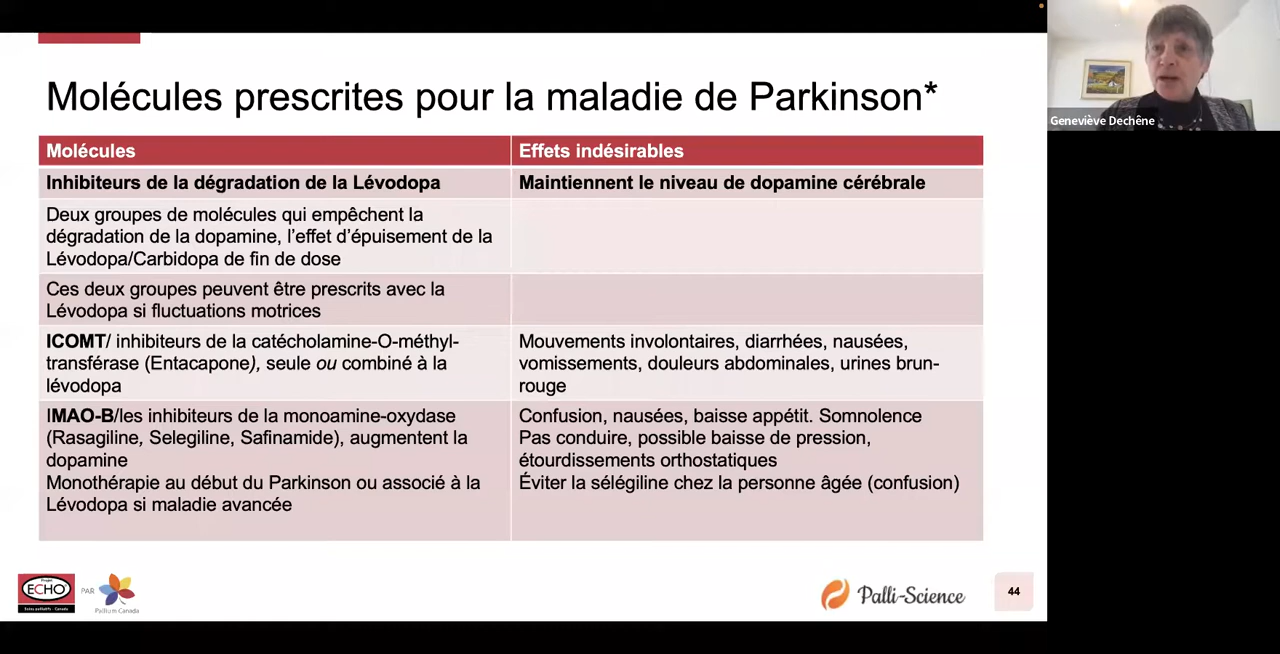 Molécules prescrites pour la maladie de Parkinson*
Molécules
Effets indésirables
Inhibiteurs de la dégradation de la Lévodopa
Maintiennent le niveau de dopamine cérébrale
Deux groupes de molécules qui empêchent la
dégradation de la dopamine, l’effet d’épuisement de la
Lévodopa/Carbidopa de fin de dose
Ces deux groupes peuvent être prescrits avec la
Lévodopa si fluctuations motrices
ICOMT/ inhibiteurs de la catécholamine-O-méthyl-
transférase (Entacapone), seule ou combiné à la
lévodopa
Mouvements involontaires, diarrhées, nausées,
vomissements, douleurs abdominales, urines brun-
rouge
IMAO-B/les inhibiteurs de la monoamine-oxydase
(Rasagiline, Selegiline, Safinamide), augmentent la
dopamine
Monothérapie au début du Parkinson ou associé à la
Lévodopa si maladie avancée
Confusion, nausées, baisse appétit. Somnolence
Pas conduire, possible baisse de pression,
étourdissements orthostatiques
Éviter la sélégiline chez la personne âgée (confusion)
Geneviève Dechêne
Projet
ECHO
Soins palliatifs Canada
PAR
Pallium Canada
Palli-Science
44